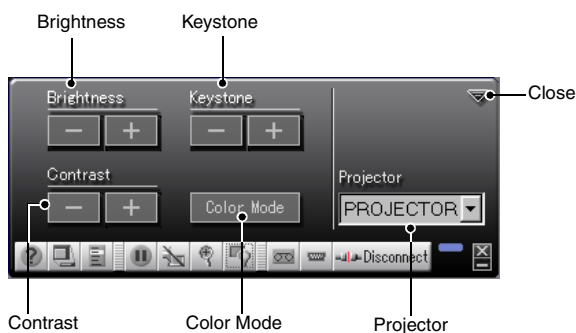 Brightness Keystone
Close
Brightness Keystone
− + − +
Contrast Projector
− + Color Mode PROJECTOR
Disconnect
Contrast Color Mode Projector